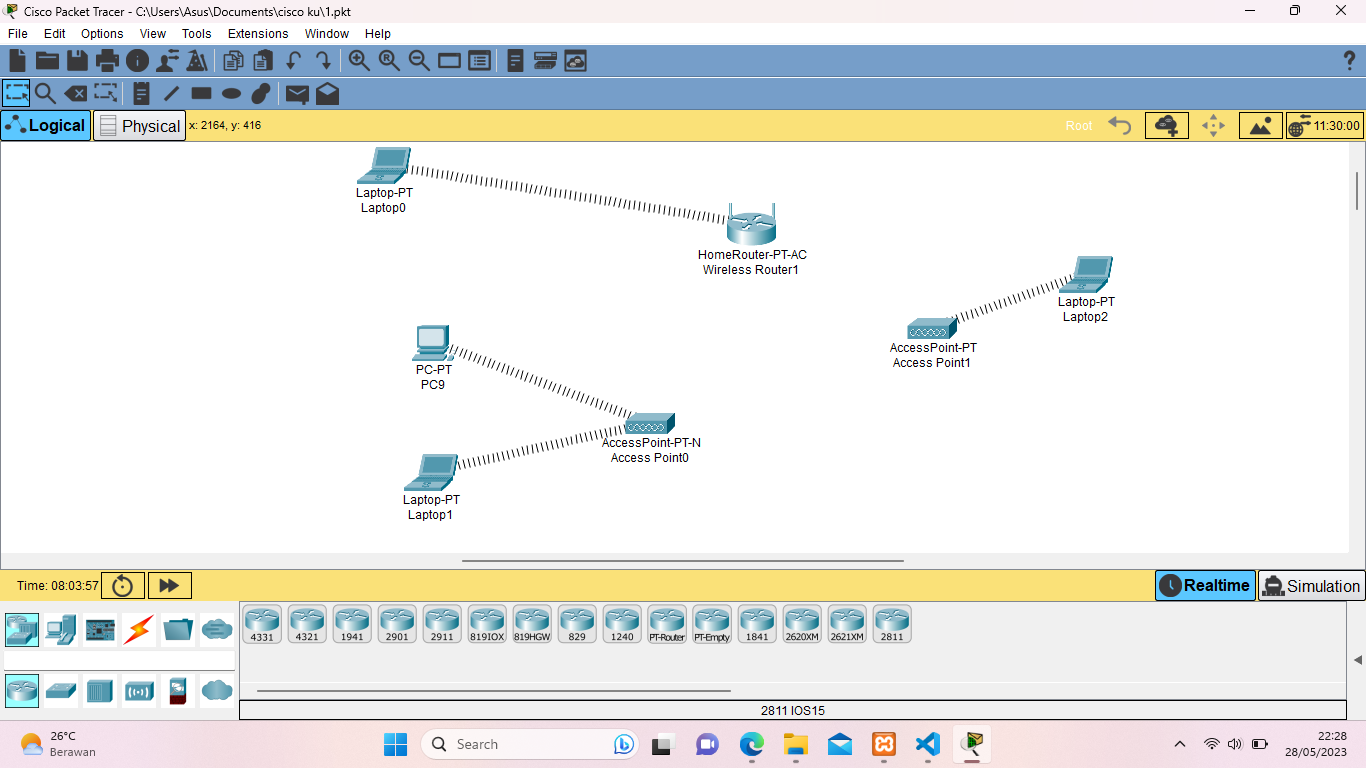 Cisco Packet Tracer - C:\Users\Asus\Documents\cisco ku\1.pkt
File Edit Options View Tools Extensions Window Help
?
Logical Physical x: 2164, y: 416 Root 11:30:00
Laptop-PT
Laptop0
HomeRouter-PT-AC
Wireless Router1
Laptop-PT
Laptop2
AccessPoint-PT
Access Point1
PC-PT
PC9
AccessPoint-PT-N
Access Point0
Laptop-PT
Laptop1
Time: 08:03:57 Realtime Simulation
4331 4321 1941 2901 2911 819IOX 819HGW 829 1240 PT-Router PT-Empty 1841 2620XM 2621XM 2811
2811 IOS15
26°C
Berawan
Search
22:28
28/05/2023